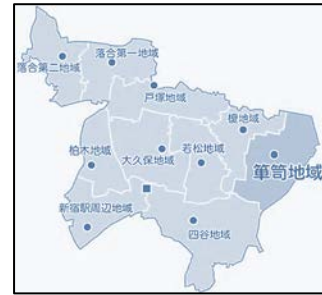 落合第一地域
落合第二地域
戸塚地域
榎地域
柏木地域
大久保地域
若松地域
箪笥地域
新宿駅周辺地域
四谷地域